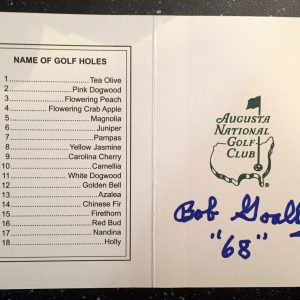 NAME OF GOLF HOLES
1.............................Tea Olive
2.......................Pink Dogwood
3....................Flowering Peach
4..............Flowering Crab Apple
5.............................Magnolia
6..............................Juniper
7..............................Pampas
8.....................Yellow Jasmine
9....................Carolina Cherry
10............................Camellia
11...................White Dogwood
12.......................Golden Bell
13...............................Azalea
14.......................Chinese Fir
15............................Firethorn
16............................Red Bud
17............................Nandina
18................................Holly
AUGUSTA
NATIONAL
GOLF
CLUB
Bob Goalby
"68"